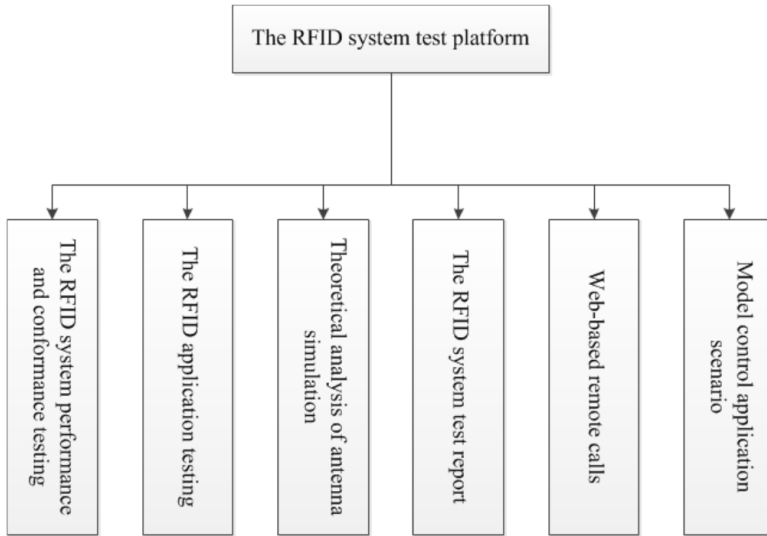 The RFID system test platform
The RFID system performance
and conformance testing
The RFID application testing
Theoretical analysis of antenna
simulation
The RFID system test report
Web-based remote calls
Model control application
scenario